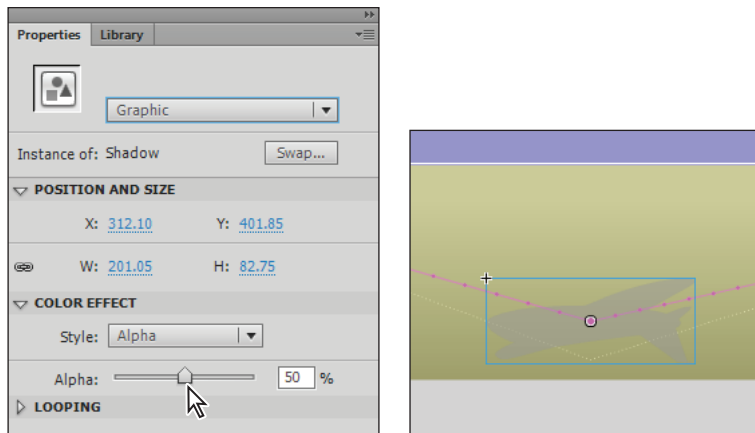 Properties Library
Graphic
Instance of: Shadow Swap...
POSITION AND SIZE
X: 312.10 Y: 401.85
W: 201.05 H: 82.75
COLOR EFFECT
Style: Alpha
Alpha: 50 %
LOOPING